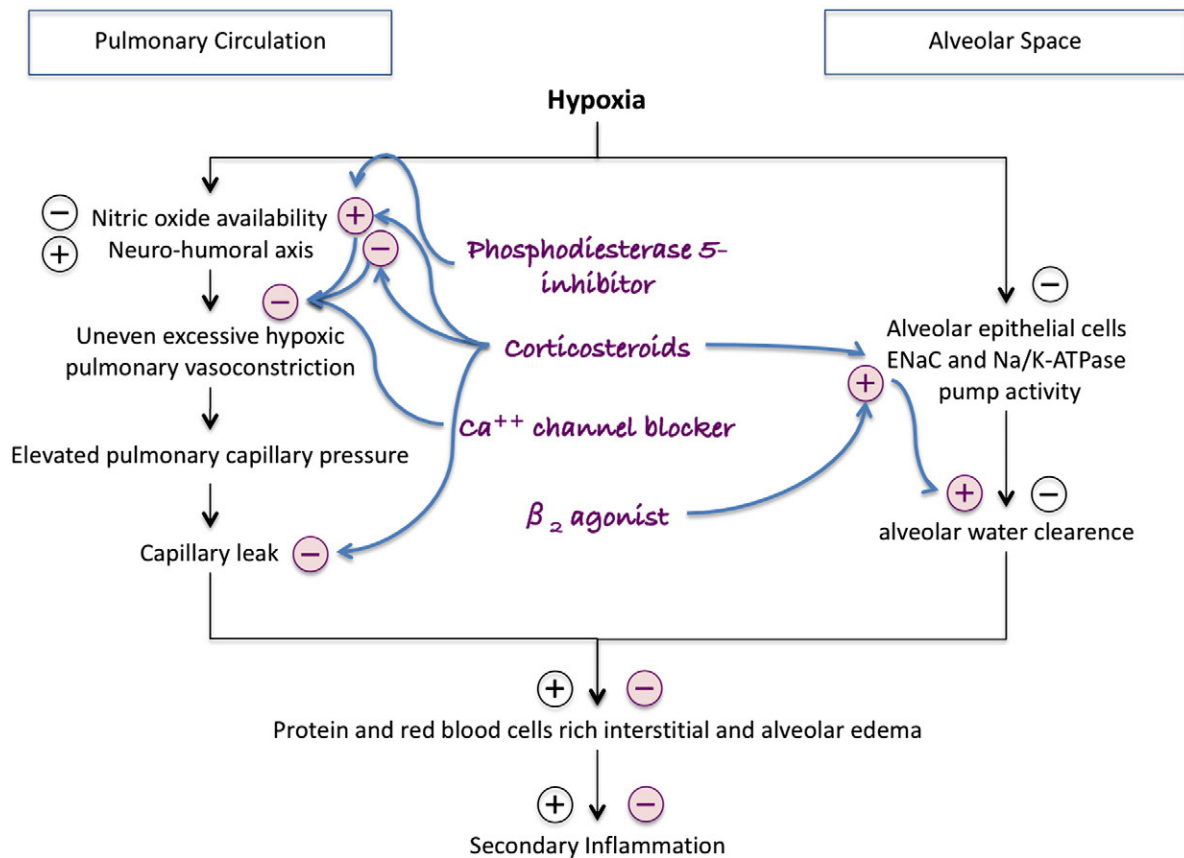 Pulmonary Circulation
Alveolar Space
Hypoxia
− Nitric oxide availability +
+ Neuro-humoral axis −
Phosphodiesterase 5-
inhibitor
−
−
Uneven excessive hypoxic
pulmonary vasoconstriction
Corticosteroids
Alveolar epithelial cells
ENaC and Na/K-ATPase
pump activity
+
Ca⁺⁺ channel blocker
Elevated pulmonary capillary pressure
β₂ agonist
+ −
alveolar water clearence
Capillary leak −
+ −
Protein and red blood cells rich interstitial and alveolar edema
+ −
Secondary Inflammation